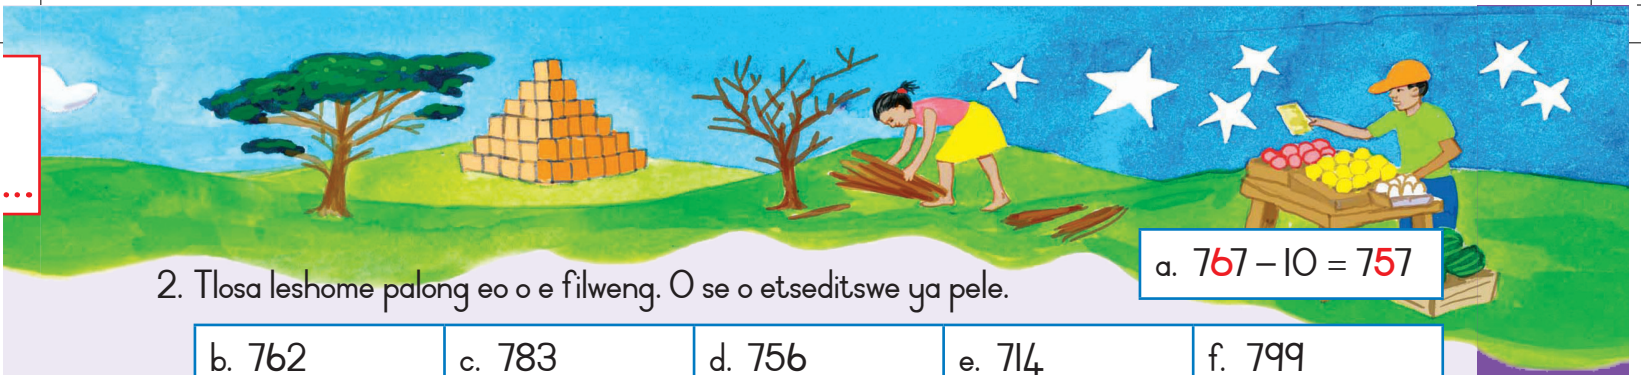 ...
a. 767 – 10 = 757
2. Tlosa leshome palong eo o e filweng. O se o etseditswe ya pele.
b. 762 c. 783 d. 756 e. 714 f. 799